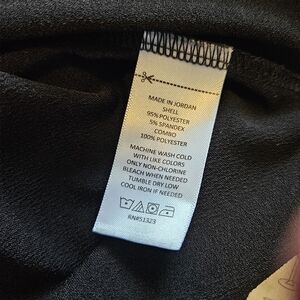 MADE IN JORDAN
SHELL
95% POLYESTER
5% SPANDEX
COMBO
100% POLYESTER
MACHINE WASH COLD
WITH LIKE COLORS
ONLY NON-CHLORINE
BLEACH WHEN NEEDED
TUMBLE DRY LOW
COOL IRON IF NEEDED
RN#51323